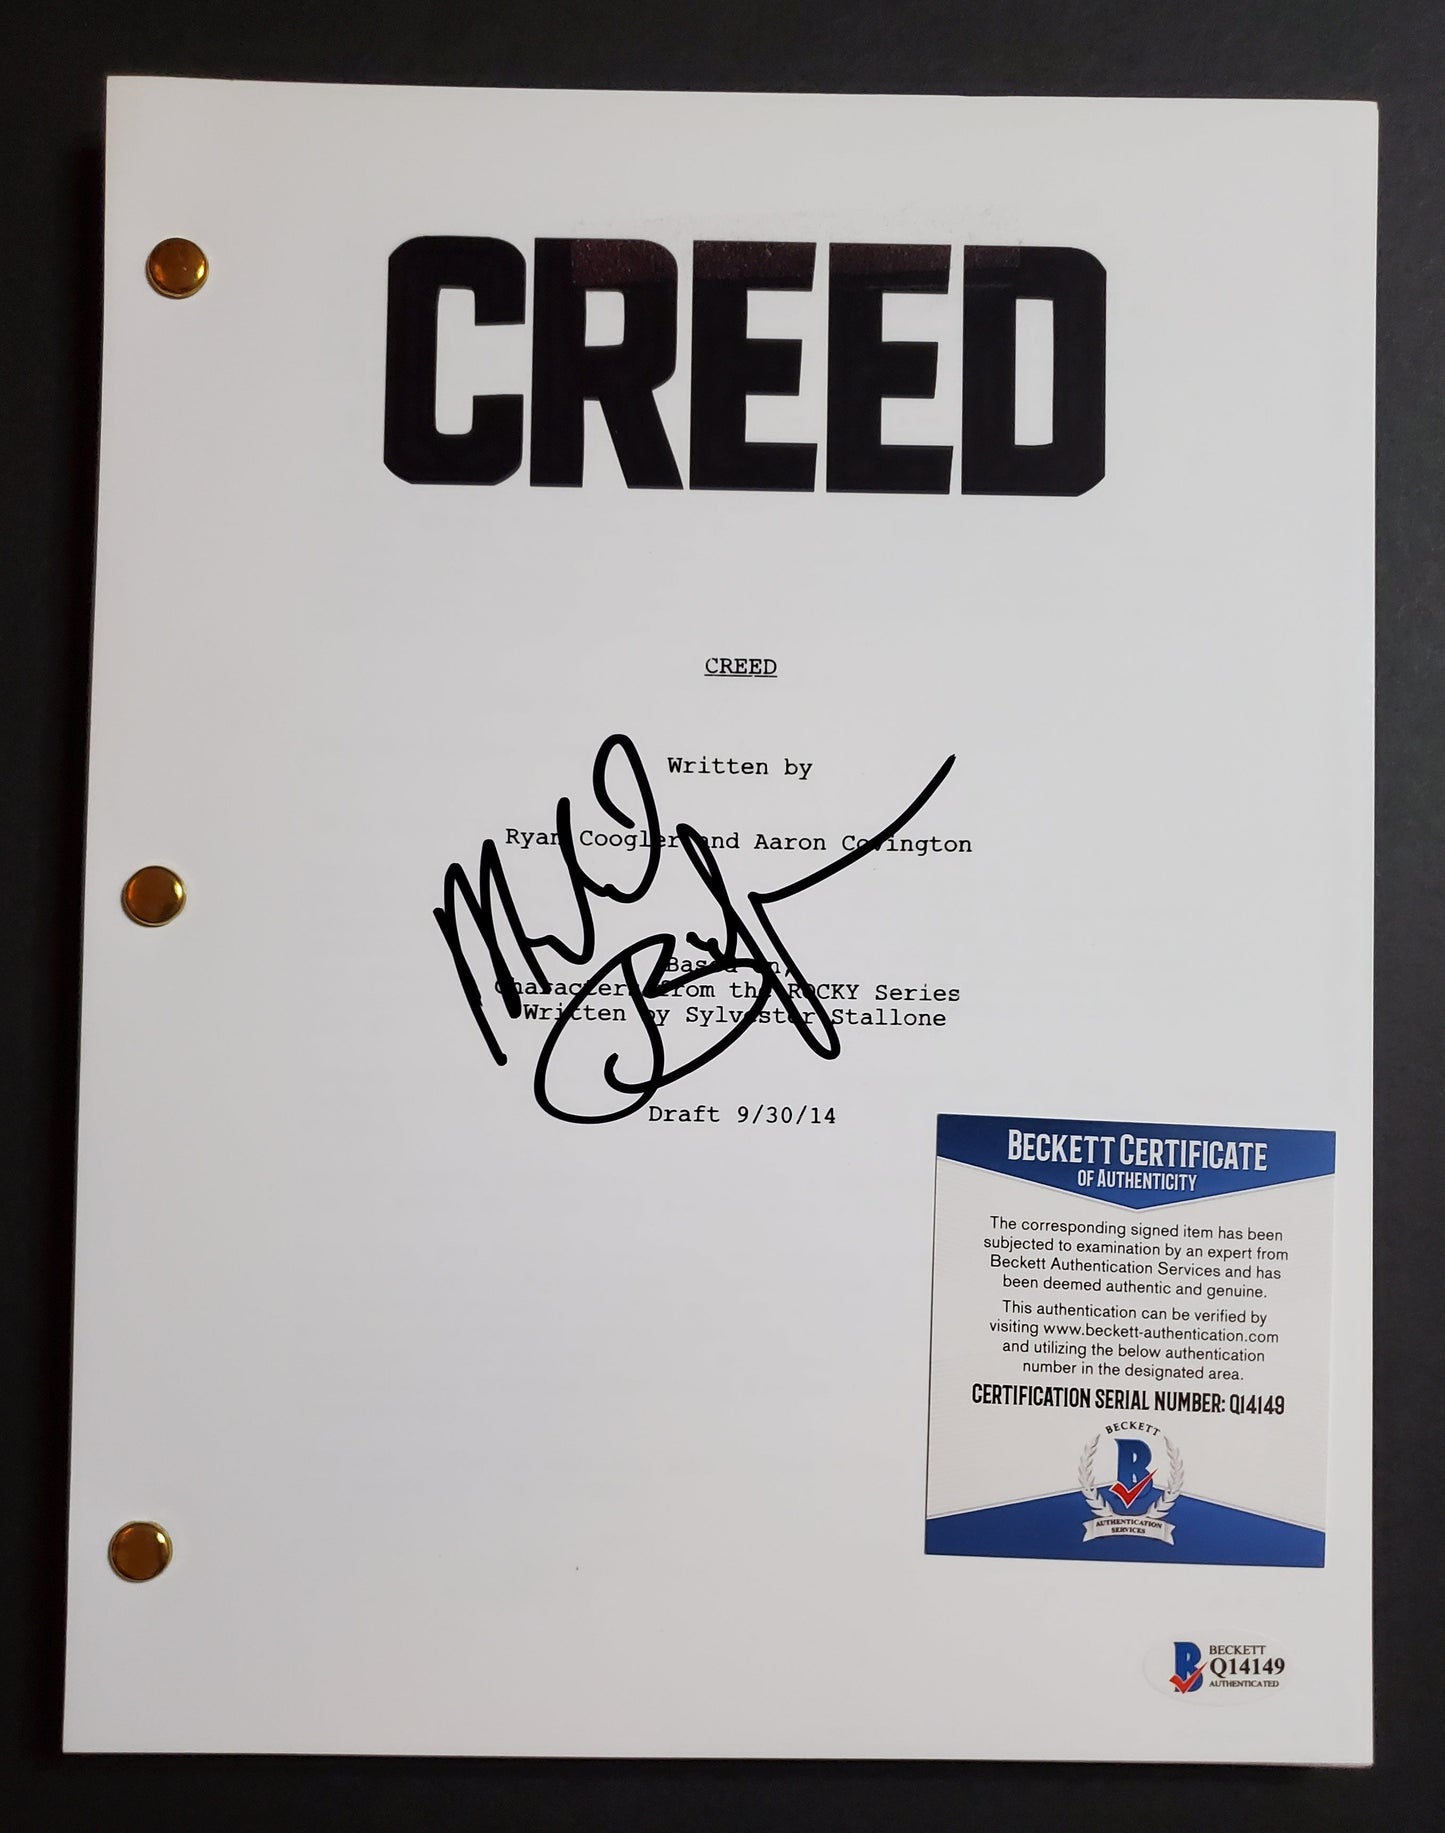 CREED
CREED
Written by
Ryan Coogler and Aaron Covington
Based on,
Characters from the ROCKY Series
Written by Sylvester Stallone
Draft 9/30/14
BECKETT CERTIFICATE
OF AUTHENTICITY
The corresponding signed item has been
subjected to examination by an expert from
Beckett Authentication Services and has
been deemed authentic and genuine.
This authentication can be verified by
visiting www.beckett-authentication.com
and utilizing the below authentication
number in the designated area.
CERTIFICATION SERIAL NUMBER: Q14149
BECKETT
B
AUTHENTICATION
SERVICES
B
BECKETT
Q14149
AUTHENTICATED